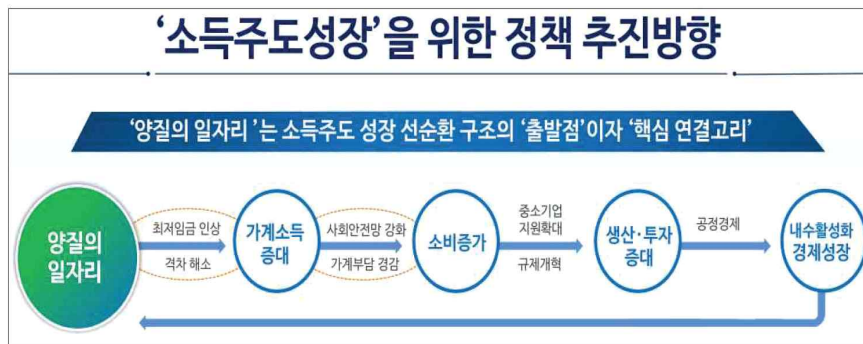 ‘소득주도성장’을 위한 정책 추진방향
‘양질의 일자리 ’는 소득주도 성장 선순환 구조의 ‘출발점’이자 ‘핵심 연결고리’
양질의
일자리
최저임금 인상
격차 해소
가계소득
증대
사회안전망 강화
가계부담 경감
소비증가
중소기업
지원확대
규제개혁
생산·투자
증대
공정경제
내수활성화
경제성장